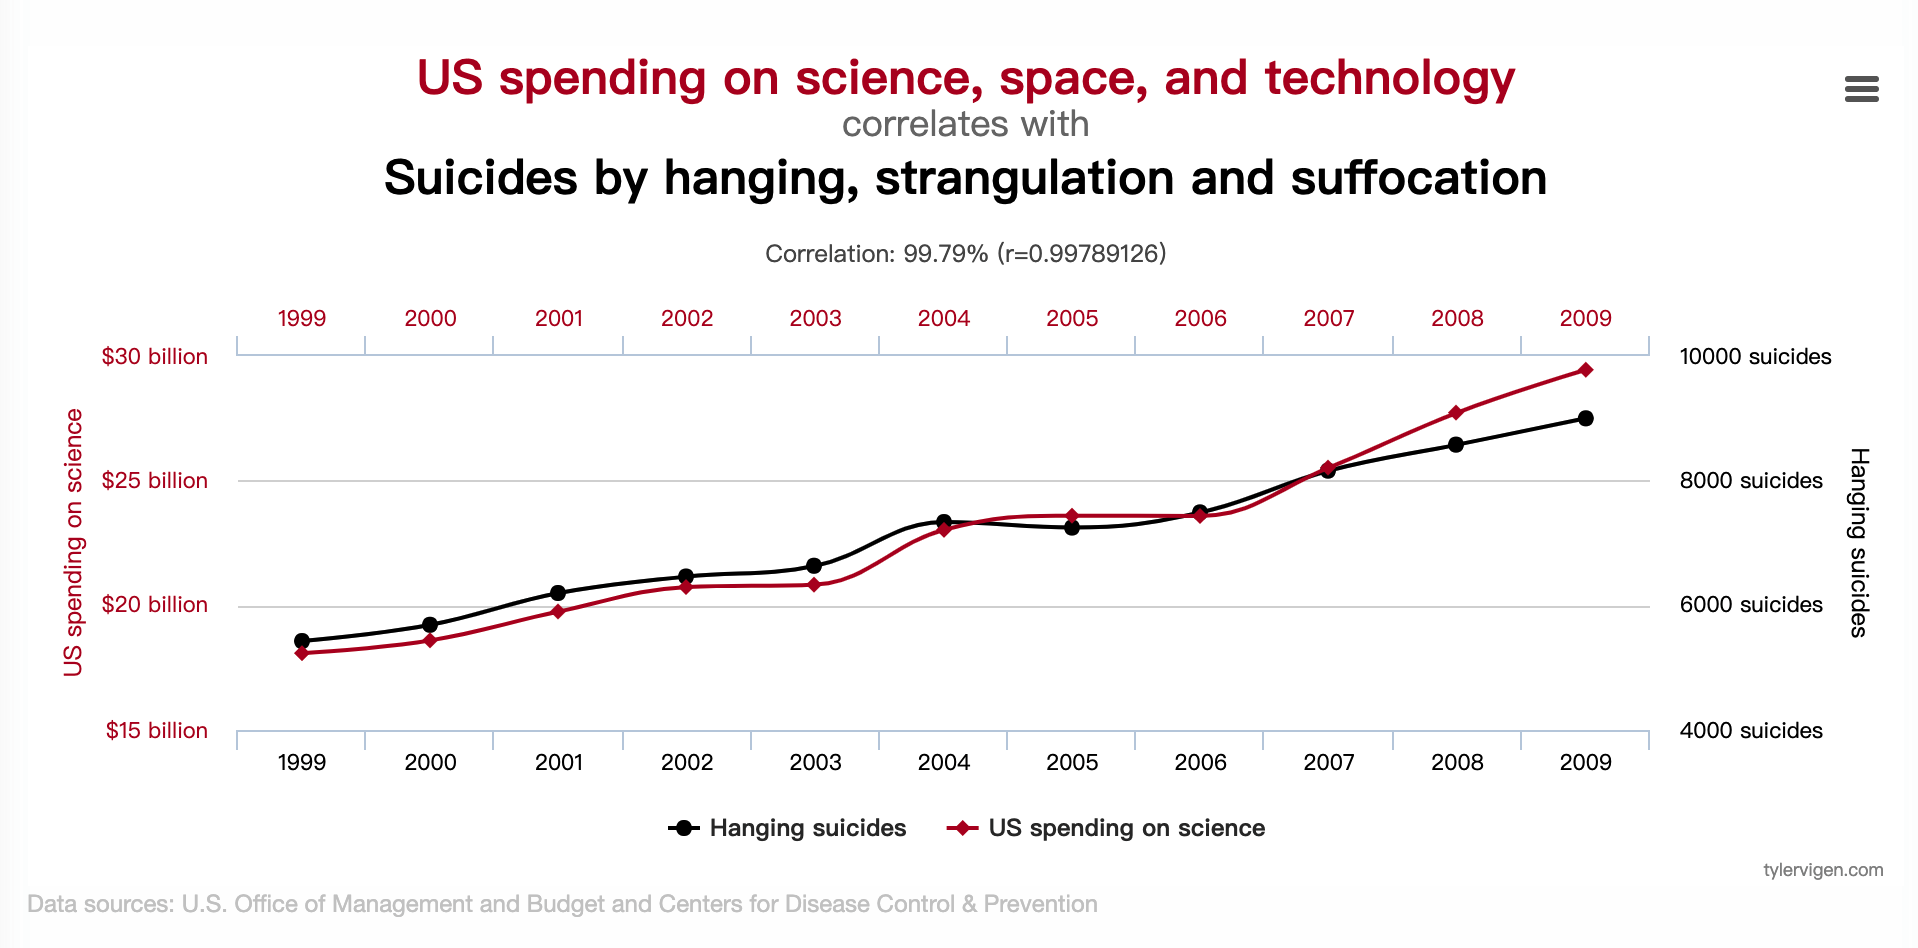 US spending on science, space, and technology
correlates with
Suicides by hanging, strangulation and suffocation
Correlation: 99.79% (r=0.99789126)
1999 2000 2001 2002 2003 2004 2005 2006 2007 2008 2009
$30 billion
$25 billion
$20 billion
$15 billion
US spending on science
10000 suicides
8000 suicides
6000 suicides
4000 suicides
Hanging suicides
1999 2000 2001 2002 2003 2004 2005 2006 2007 2008 2009
Hanging suicides US spending on science
tylervigen.com
Data sources: U.S. Office of Management and Budget and Centers for Disease Control & Prevention